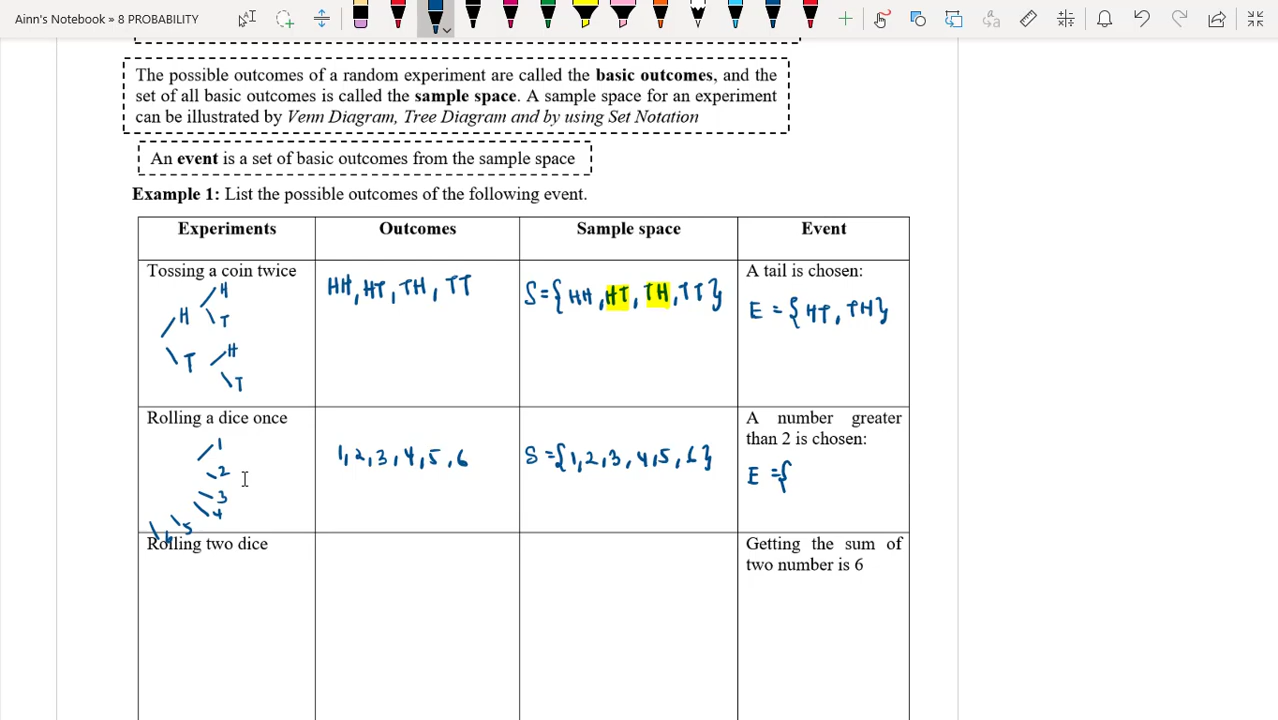 Ainn's Notebook » 8 PROBABILITY
The possible outcomes of a random experiment are called the basic outcomes, and the
set of all basic outcomes is called the sample space. A sample space for an experiment
can be illustrated by Venn Diagram, Tree Diagram and by using Set Notation
An event is a set of basic outcomes from the sample space
Example 1: List the possible outcomes of the following event.
Experiments
Outcomes
Sample space
Event
Tossing a coin twice
H
H
T
T
H
T
HH, HT, TH, TT
S={HH, HT, TH, TT}
A tail is chosen:
E = {HT, TH}
Rolling a dice once
1
2
3
4
5
6
1, 2, 3, 4, 5, 6
S={1, 2, 3, 4, 5, 6}
A number greater
than 2 is chosen:
E ={
Rolling two dice
Getting the sum of
two number is 6